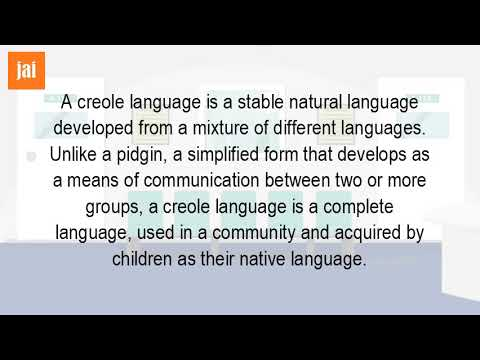 jai
A creole language is a stable natural language
developed from a mixture of different languages.
Unlike a pidgin, a simplified form that develops as
a means of communication between two or more
groups, a creole language is a complete
language, used in a community and acquired by
children as their native language.